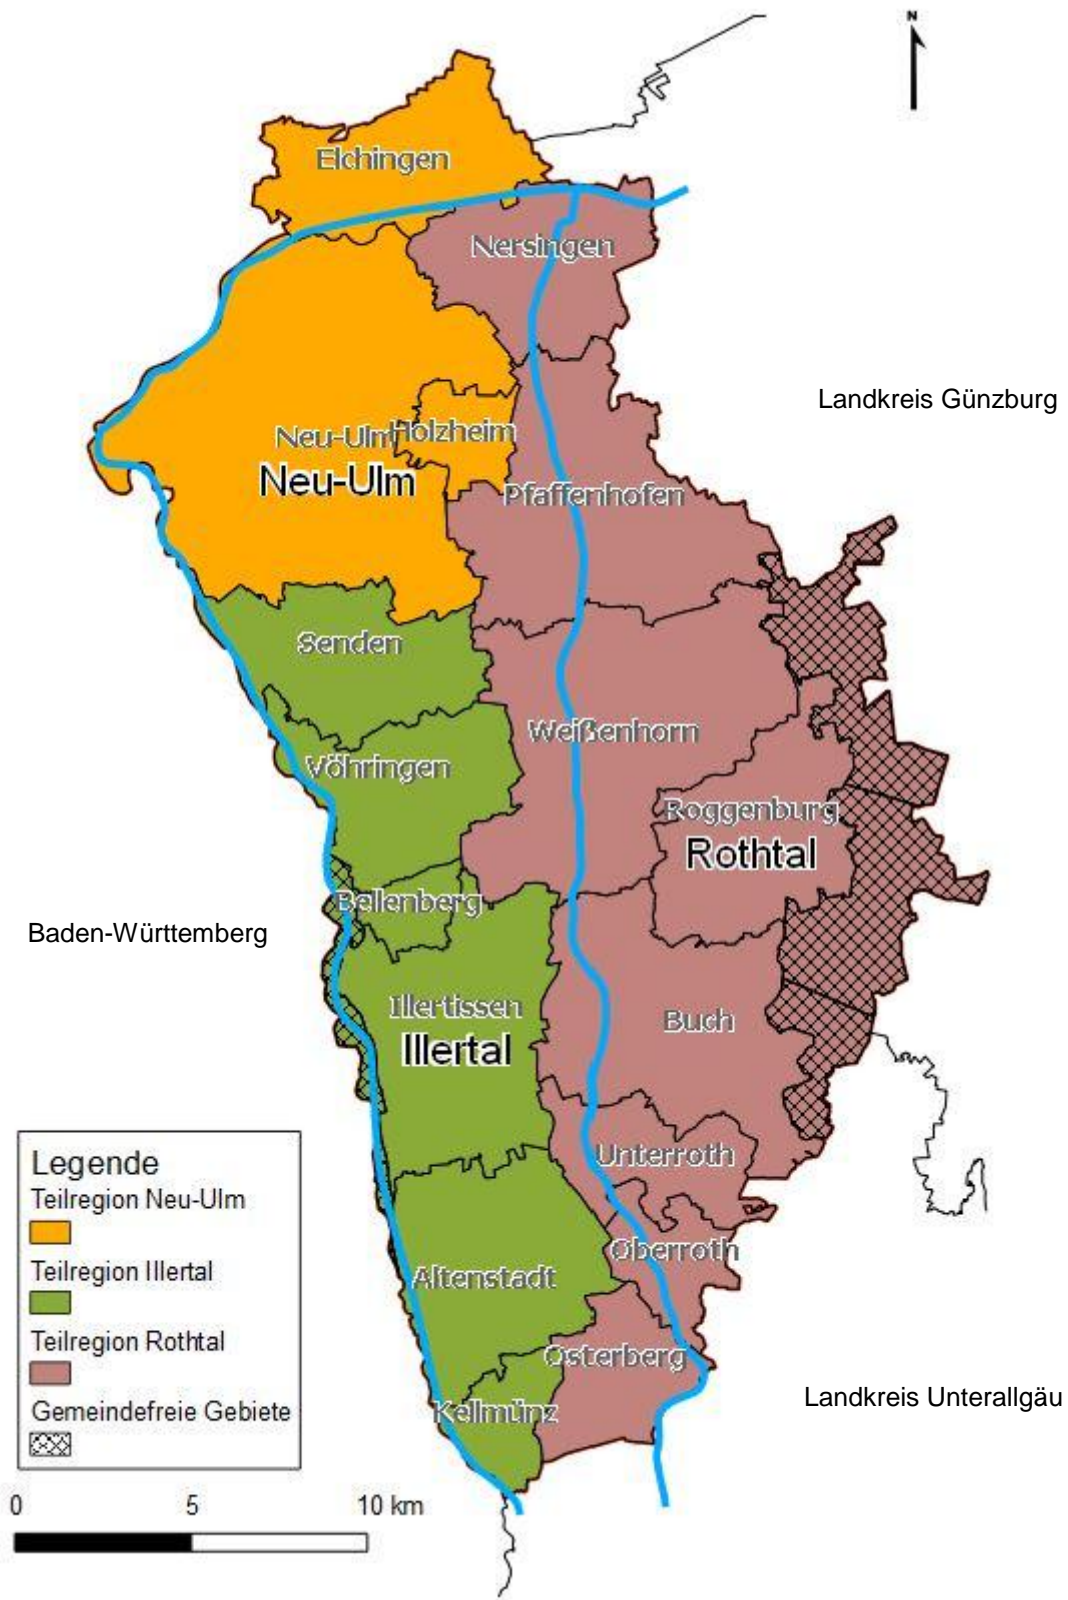 N
Elchingen
Nersingen
Landkreis Günzburg
Neu-Ulm
Holzheim
Neu-Ulm
Pfaffenhofen
Senden
Weißenhorn
Vöhringen
Roggenburg
Rothtal
Bellenberg
Baden-Württemberg
Illertissen
Illertal
Buch
Unterroth
Oberroth
Altenstadt
Osterberg
Kellmünz
Landkreis Unterallgäu
Legende
Teilregion Neu-Ulm
Teilregion Illertal
Teilregion Rothtal
Gemeindefreie Gebiete
0 5 10 km